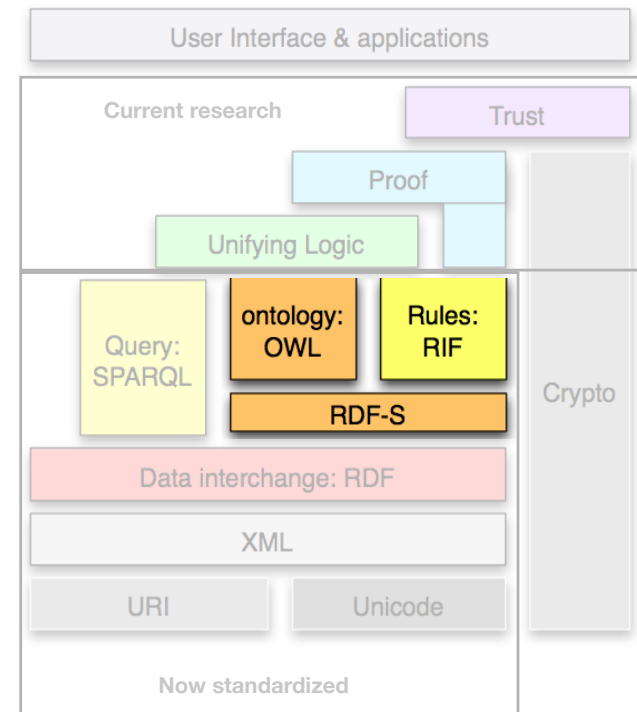 User Interface & applications
Current research
Trust
Proof
Unifying Logic
ontology:
OWL
Rules:
RIF
Query:
SPARQL
Crypto
RDF-S
Data interchange: RDF
XML
URI
Unicode
Now standardized